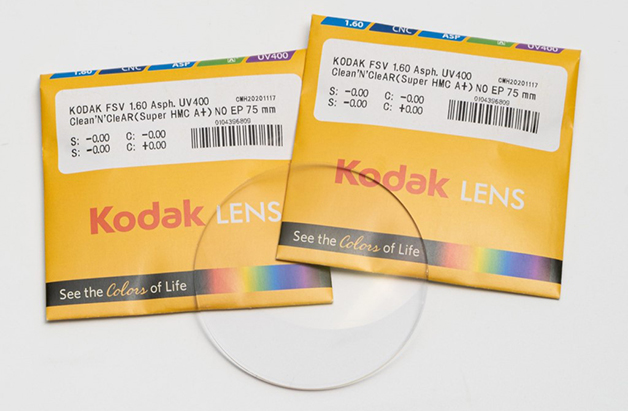 1.60 CNC ASP UV400
KODAK FSV 1.60 Asph. UV400
Clean'N'CleAR(Super HMC A+) NO EP 75 mm
CMH20201117
S: -0.00 C: -0.00
S: -0.00 C: +0.00
0104396809
Kodak LENS
See the Colors of Life
1.60 CNC ASP UV400
KODAK FSV 1.60 Asph. UV400
Clean'N'CleAR(Super HMC A+) NO EP 75 mm
CMH20201117
S: -0.00 C: -0.00
S: -0.00 C: +0.00
0104396809
Kodak LENS
See the Colors of Life